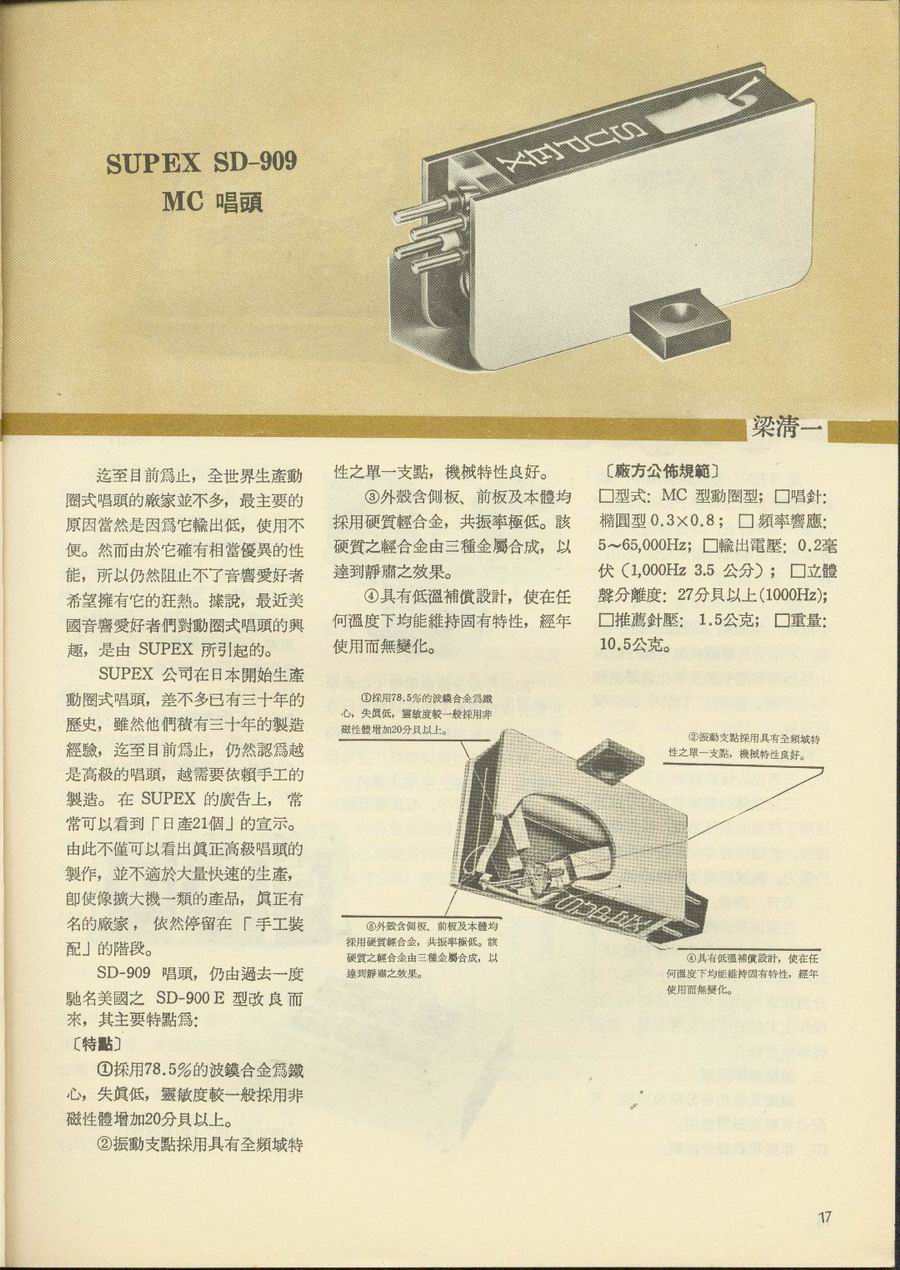 SUPEX SD-909
MC 唱頭
SUPEX
梁淸一
迄至目前爲止，全世界生產動
圈式唱頭的廠家並不多，最主要的
原因當然是因爲它輸出低，使用不
便。然而由於它確有相當優異的性
能，所以仍然阻止不了音響愛好者
希望擁有它的狂熱。據說，最近美
國音響愛好者們對動圈式唱頭的興
趣，是由 SUPEX 所引起的。
SUPEX 公司在日本開始生產
動圈式唱頭，差不多已有三十年的
歷史，雖然他們積有三十年的製造
經驗，迄至目前爲止，仍然認爲越
是高級的唱頭，越需要依賴手工的
製造。在 SUPEX 的廣告上，常
常可以看到「日產21個」的宣示。
由此不僅可以看出眞正高級唱頭的
製作，並不適於大量快速的生產，
卽使像擴大機一類的產品，眞正有
名的廠家，依然停留在「手工裝
配」的階段。
SD-909 唱頭，仍由過去一度
馳名美國之 SD-900 E 型改良而
來，其主要特點爲：
〔特點〕
①採用78.5%的波鏌合金爲鐵
心，失眞低，靈敏度較一般採用非
磁性體增加20分貝以上。
②振動支點採用具有全頻域特
性之單一支點，機械特性良好。
③外殼含側板、前板及本體均
採用硬質輕合金，共振率極低。該
硬質之輕合金由三種金屬合成，以
達到靜肅之效果。
④具有低溫補償設計，使在任
何溫度下均能維持固有特性，經年
使用而無變化。
〔廠方公佈規範〕
□型式：MC 型動圈型；□唱針：
橢圓型 0.3×0.8；□頻率響應：
5～65,000Hz；□輸出電壓：0.2毫
伏（1,000Hz 3.5 公分）；□立體
聲分離度：27分貝以上(1000Hz)；
□推薦針壓：1.5公克；□重量：
10.5公克。
①採用78.5%的波鏌合金爲鐵
心，失眞低，靈敏度較一般採用非
磁性體增加20分貝以上。
②振動支點採用具有全頻域特
性之單一支點，機械特性良好。
SUPEX
③外殼含側板、前板及本體均
採用硬質輕合金，共振率極低。該
硬質之輕合金由三種金屬合成，以
達到靜肅之效果。
④具有低溫補償設計，使在任
何溫度下均能維持固有特性，經年
使用而無變化。
17